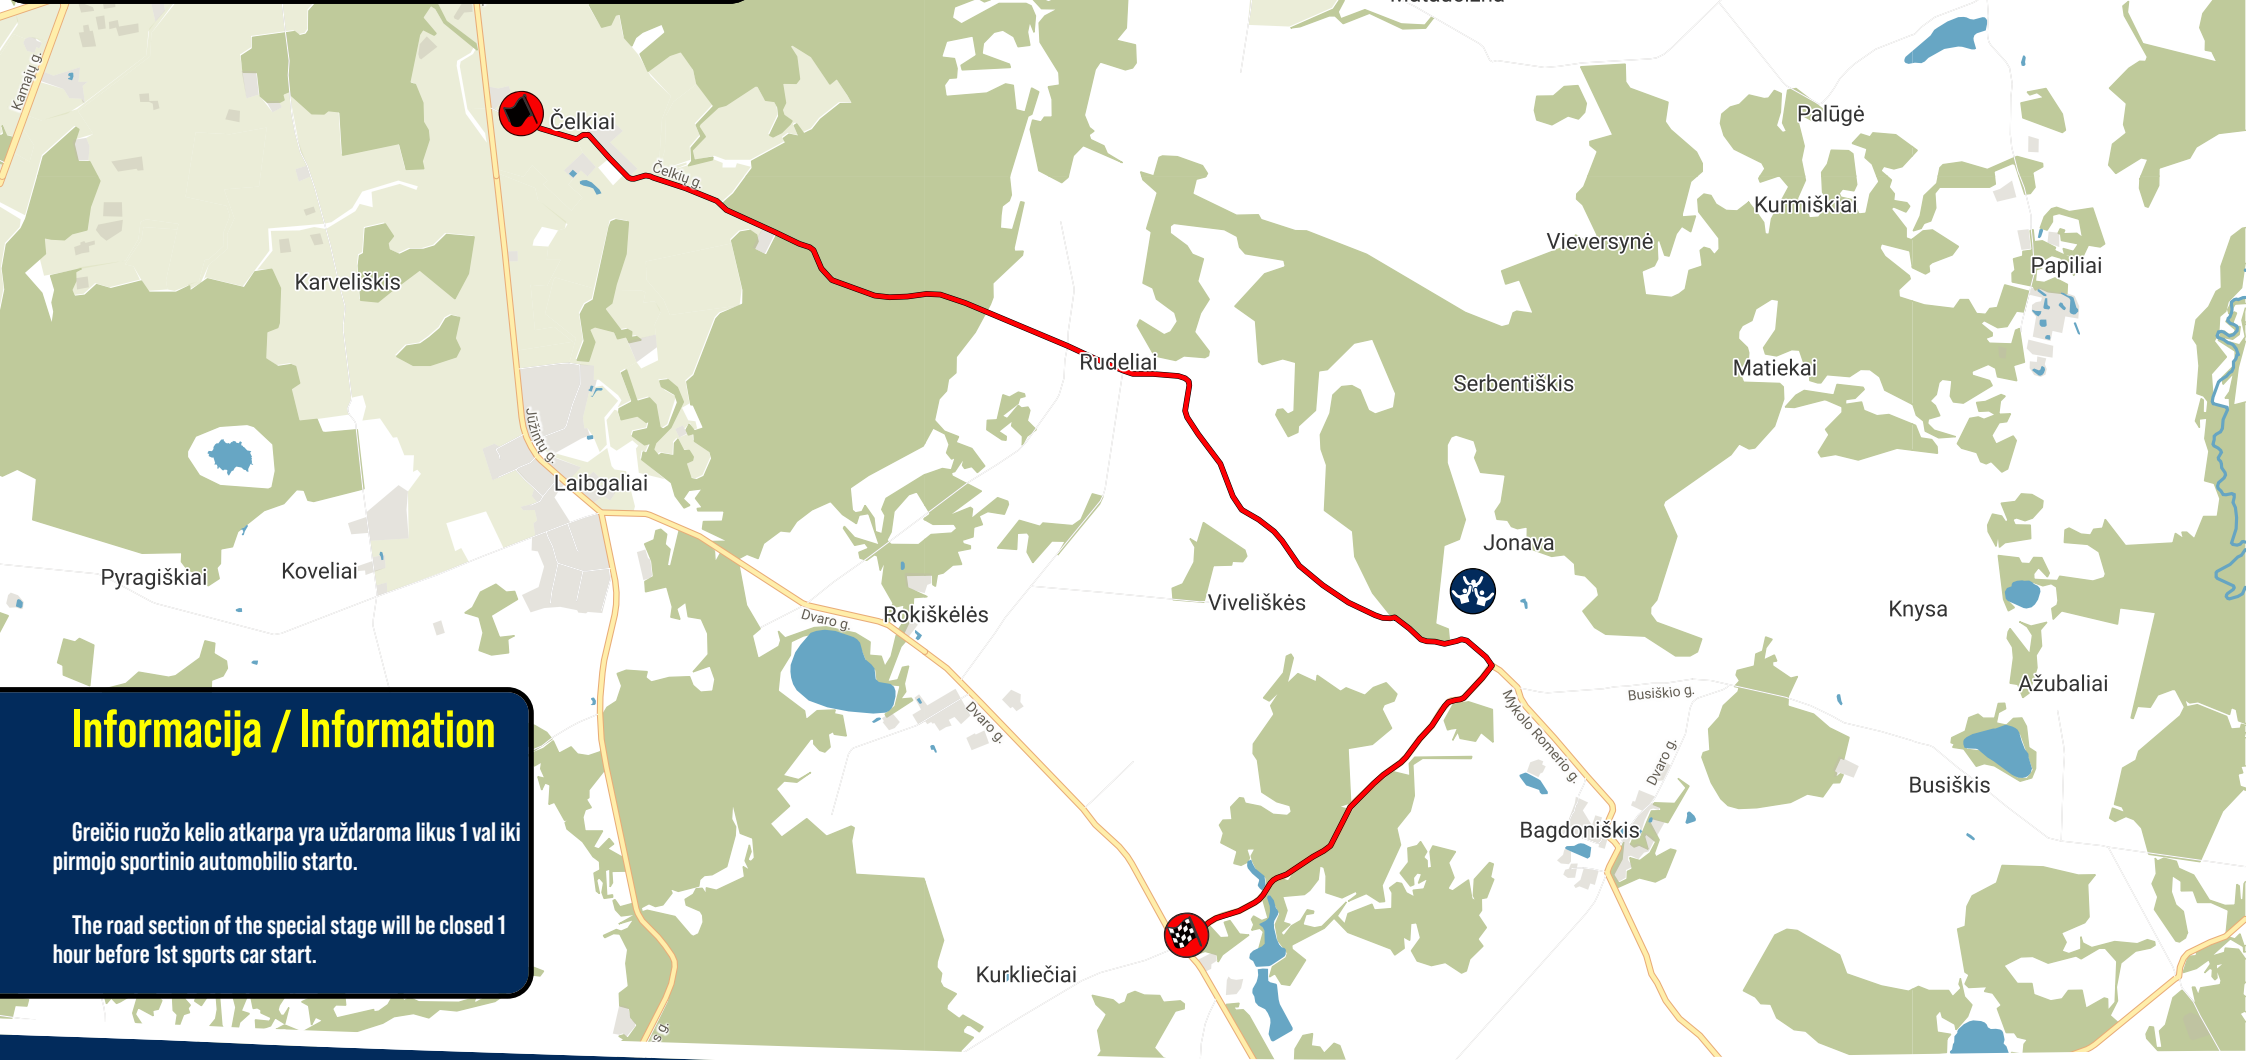 Kamajų g.
Čelkiai
Palūgė
Čelkių g.
Kurmiškiai
Vieversynė
Papiliai
Karveliškis
Rudeliai
Matiekai
Serbentiškis
Jūžintų g.
Laibgaliai
Jonava
Pyragiškiai
Koveliai
Viveliškės
Knysa
Rokiškėlės
Dvaro g.
Ažubaliai
Busiškio g.
Mykolo Romerio g.
Dvaro g.
Dvaro g.
Busiškis
Bagdoniškis
Kurkliečiai
Informacija / Information
Greičio ruožo kelio atkarpa yra uždaroma likus 1 val iki
pirmojo sportinio automobilio starto.
The road section of the special stage will be closed 1
hour before 1st sports car start.